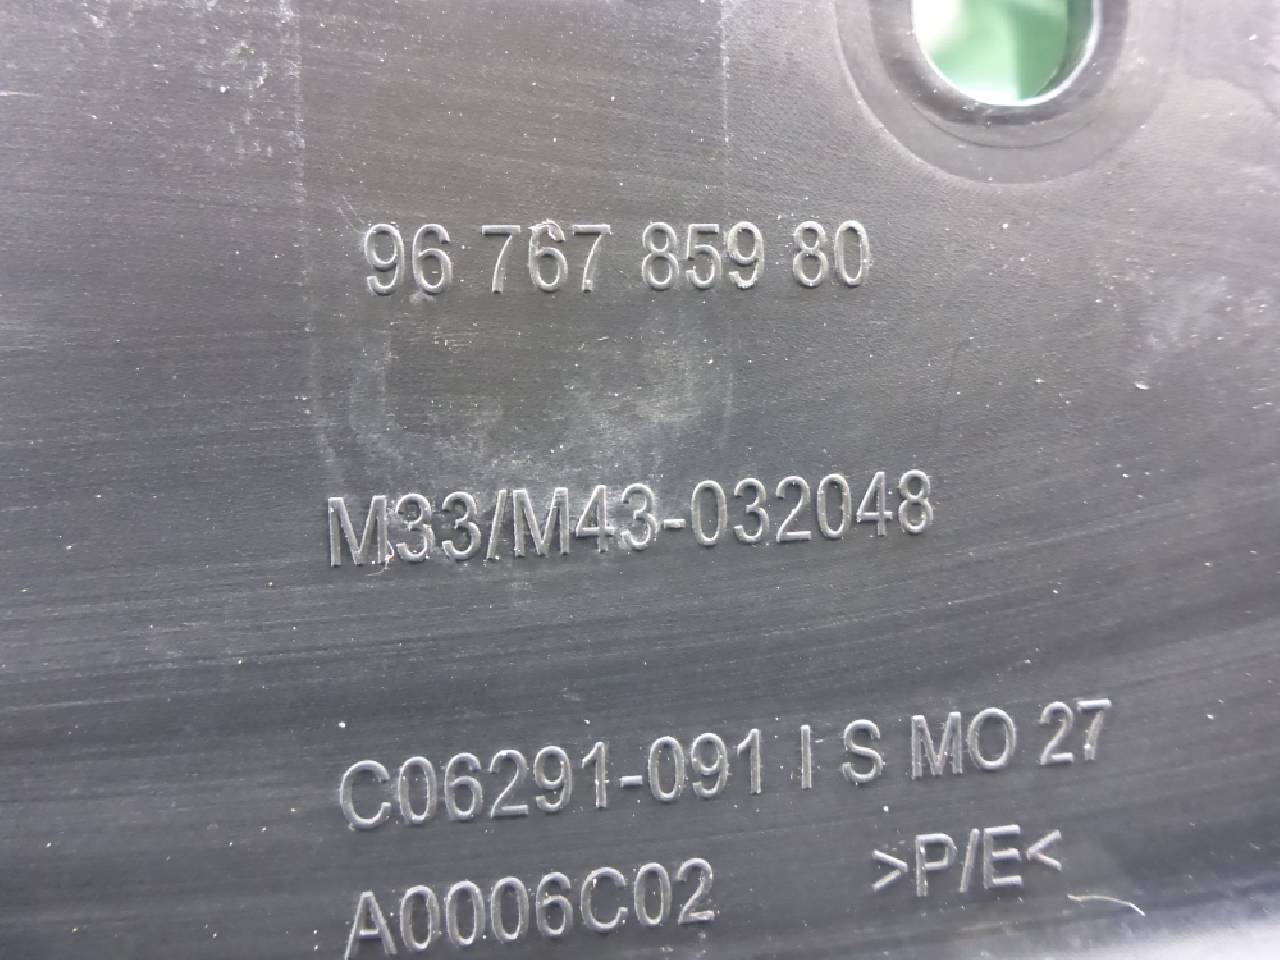 96 767 859 80
M33/M43-032048
C06291-091 I S MO 27
A0006C02 >P/E<